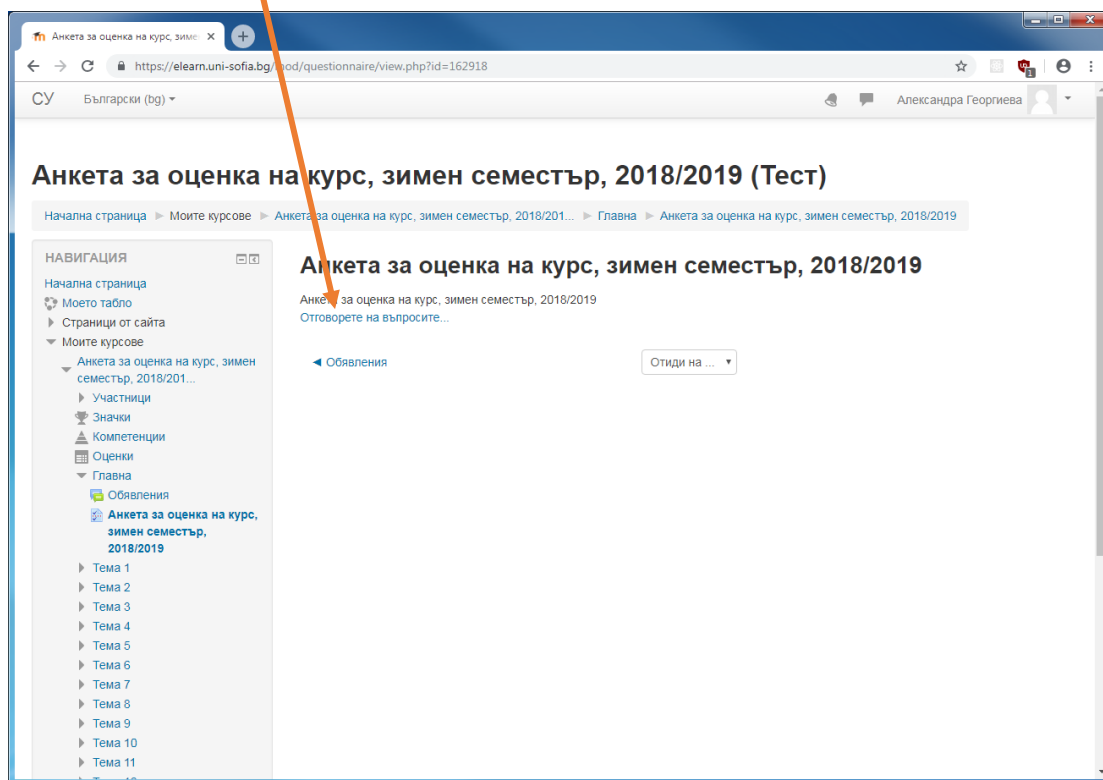 Анкета за оценка на курс, зиме
https://elearn.uni-sofia.bg/mod/questionnaire/view.php?id=162918
1
СУ Български (bg)
Александра Георгиева
Анкета за оценка на курс, зимен семестър, 2018/2019 (Тест)
Начална страница Моите курсове Анкета за оценка на курс, зимен семестър, 2018/201... Главна Анкета за оценка на курс, зимен семестър, 2018/2019
НАВИГАЦИЯ
Начална страница
Моето табло
Страници от сайта
Моите курсове
Анкета за оценка на курс, зимен
семестър, 2018/201...
Участници
Значки
Компетенции
Оценки
Главна
Обявления
Анкета за оценка на курс,
зимен семестър,
2018/2019
Тема 1
Тема 2
Тема 3
Тема 4
Тема 5
Тема 6
Тема 7
Тема 8
Тема 9
Тема 10
Тема 11
Анкета за оценка на курс, зимен семестър, 2018/2019
Анкета за оценка на курс, зимен семестър, 2018/2019
Отговорете на въпросите...
◄ Обявления
Отиди на ...